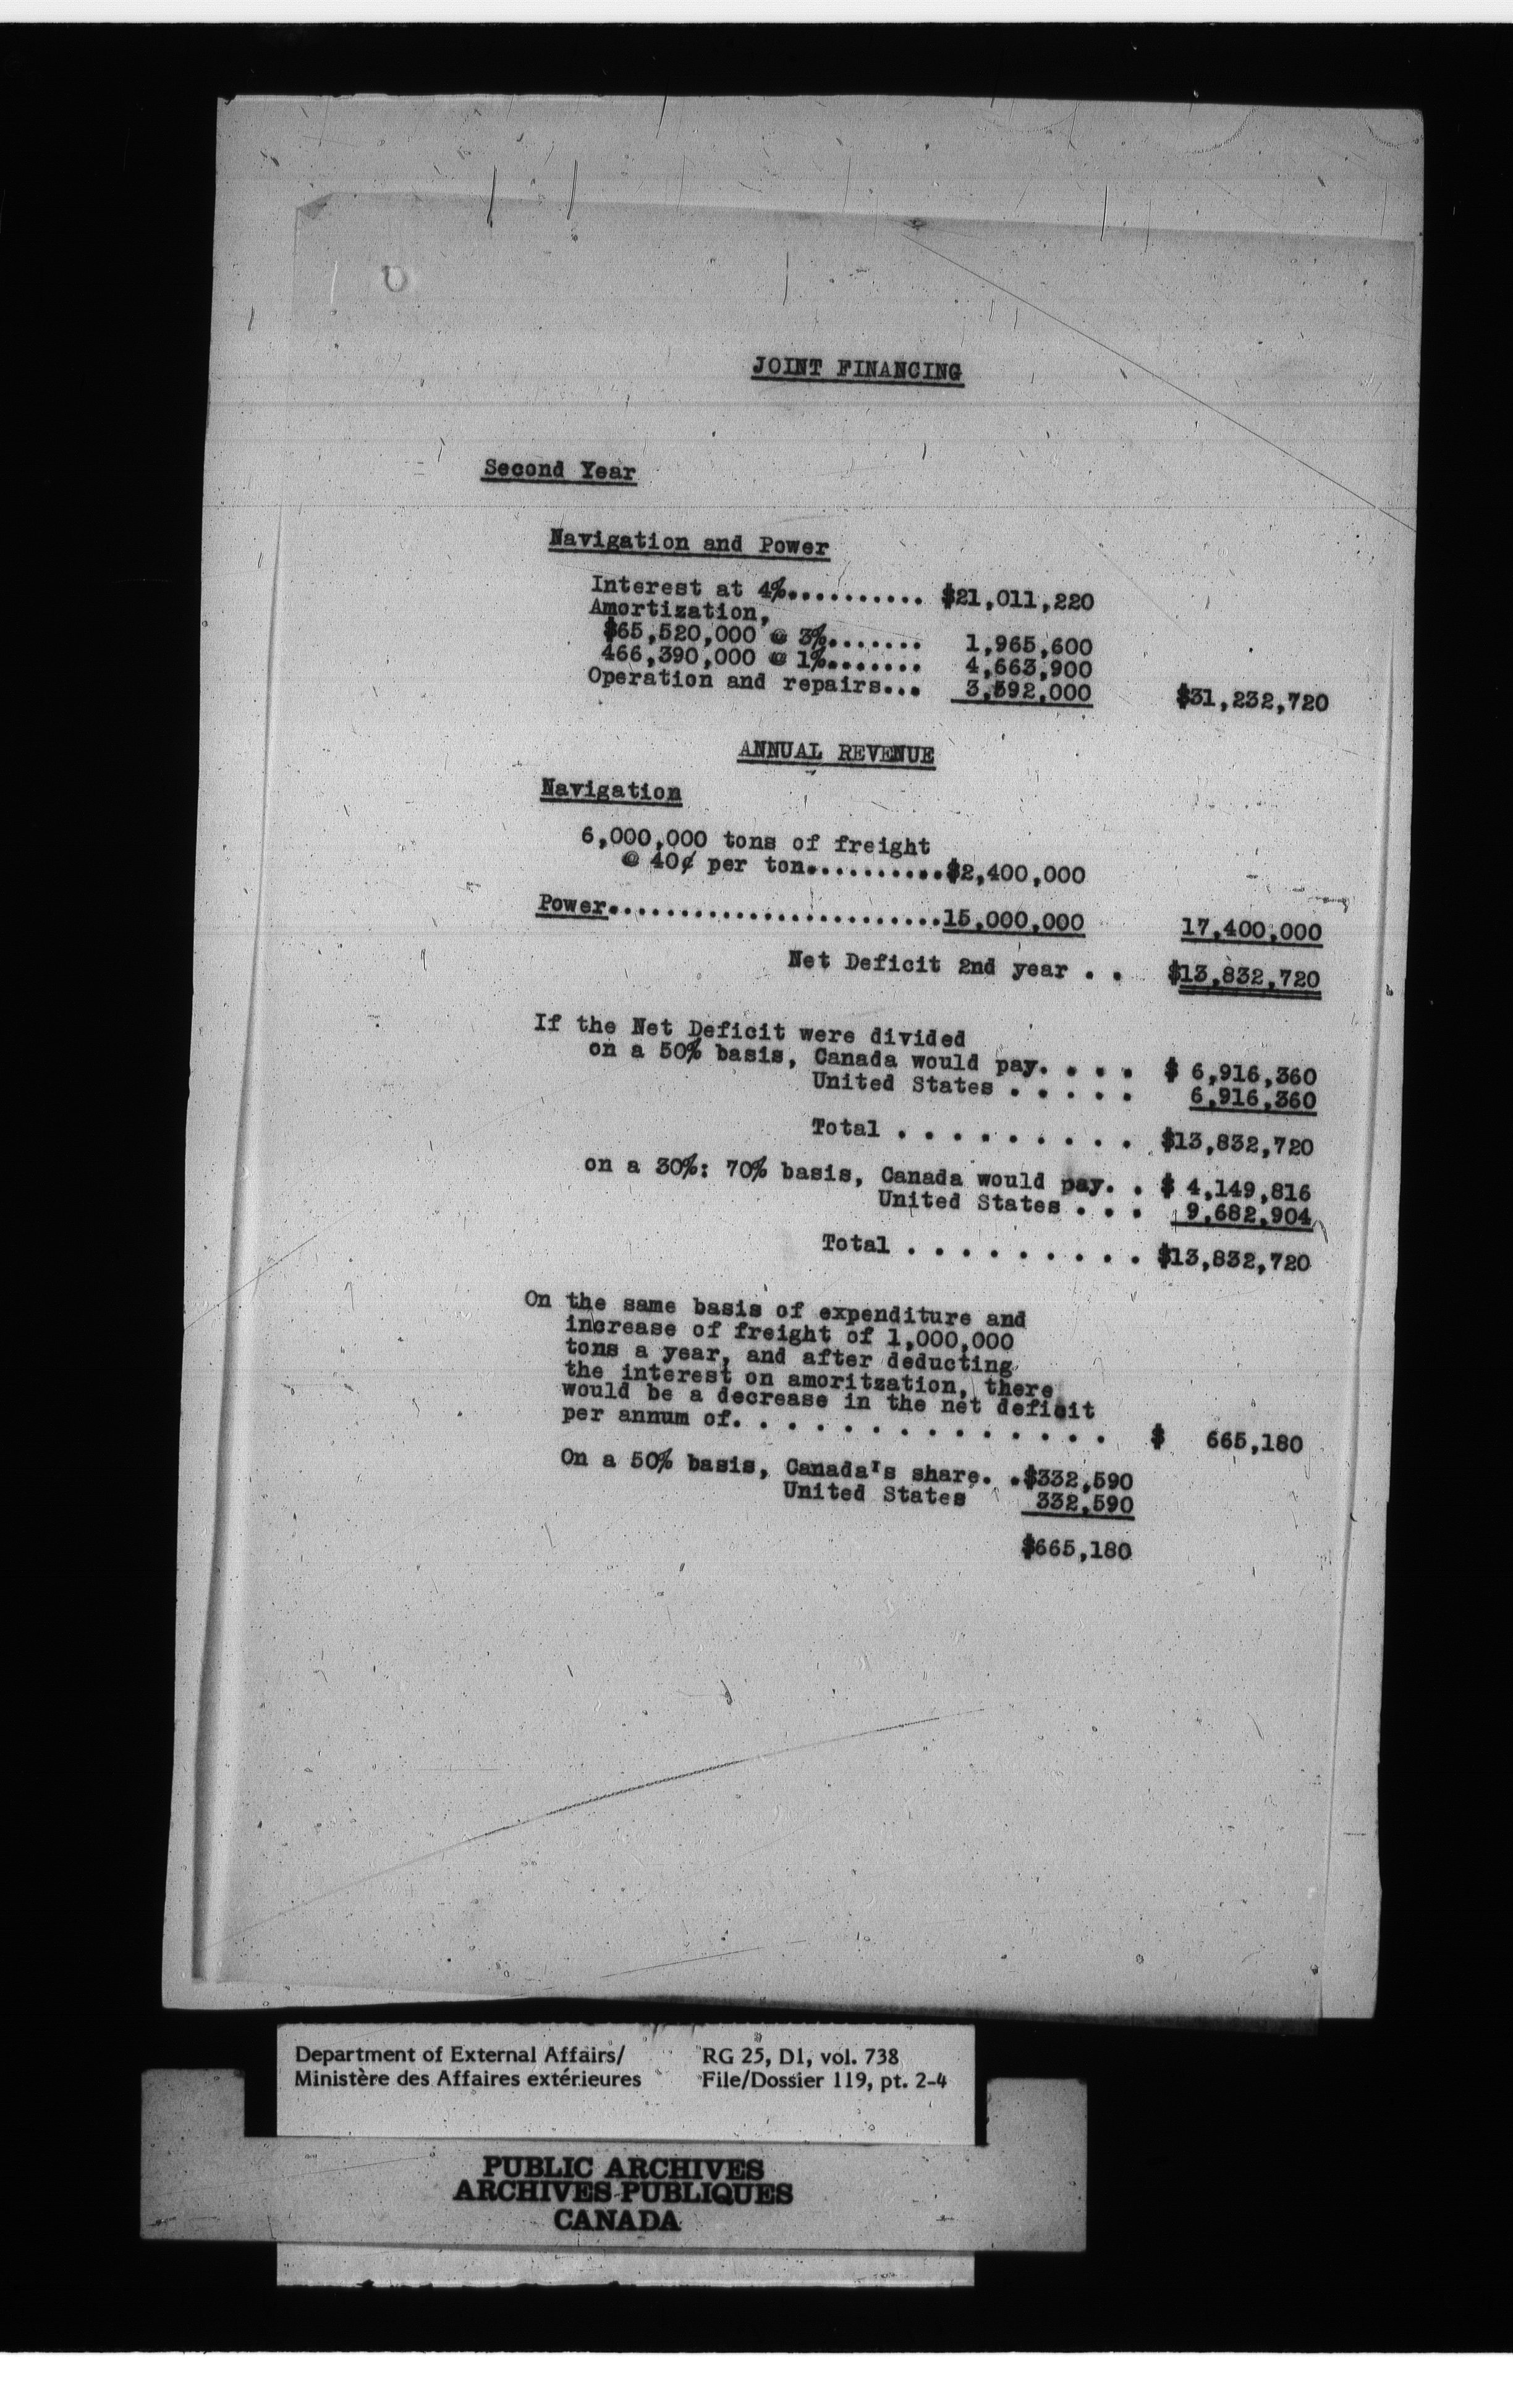 JOINT FINANCING
Second Year
Navigation and Power
Interest at 4%.......... $21,011,220
Amortization,
$65,520,000 @ 3%....... 1,965,600
466,390,000 @ 1%....... 4,663,900
Operation and repairs... 3,592,000 $31,232,720
ANNUAL REVENUE
Navigation
6,000,000 tons of freight
@ 40¢ per ton..........$2,400,000
Power........................15,000,000 17,400,000
Net Deficit 2nd year . . $13,832,720
If the Net Deficit were divided
on a 50% basis, Canada would pay. . . . $ 6,916,360
United States . . . . . 6,916,360
Total . . . . . . . . . $13,832,720
on a 30%: 70% basis, Canada would pay. . $ 4,149,816
United States . . . 9,682,904
Total . . . . . . . . . $13,832,720
On the same basis of expenditure and
increase of freight of 1,000,000
tons a year, and after deducting
the interest on amoritzation, there
would be a decrease in the net deficit
per annum of. . . . . . . . . . . . . . $ 665,180
On a 50% basis, Canada's share. .$332,590
United States 332,590
$665,180
Department of External Affairs/ RG 25, D1, vol. 738
Ministère des Affaires extérieures File/Dossier 119, pt. 2-4
PUBLIC ARCHIVES
ARCHIVES PUBLIQUES
CANADA